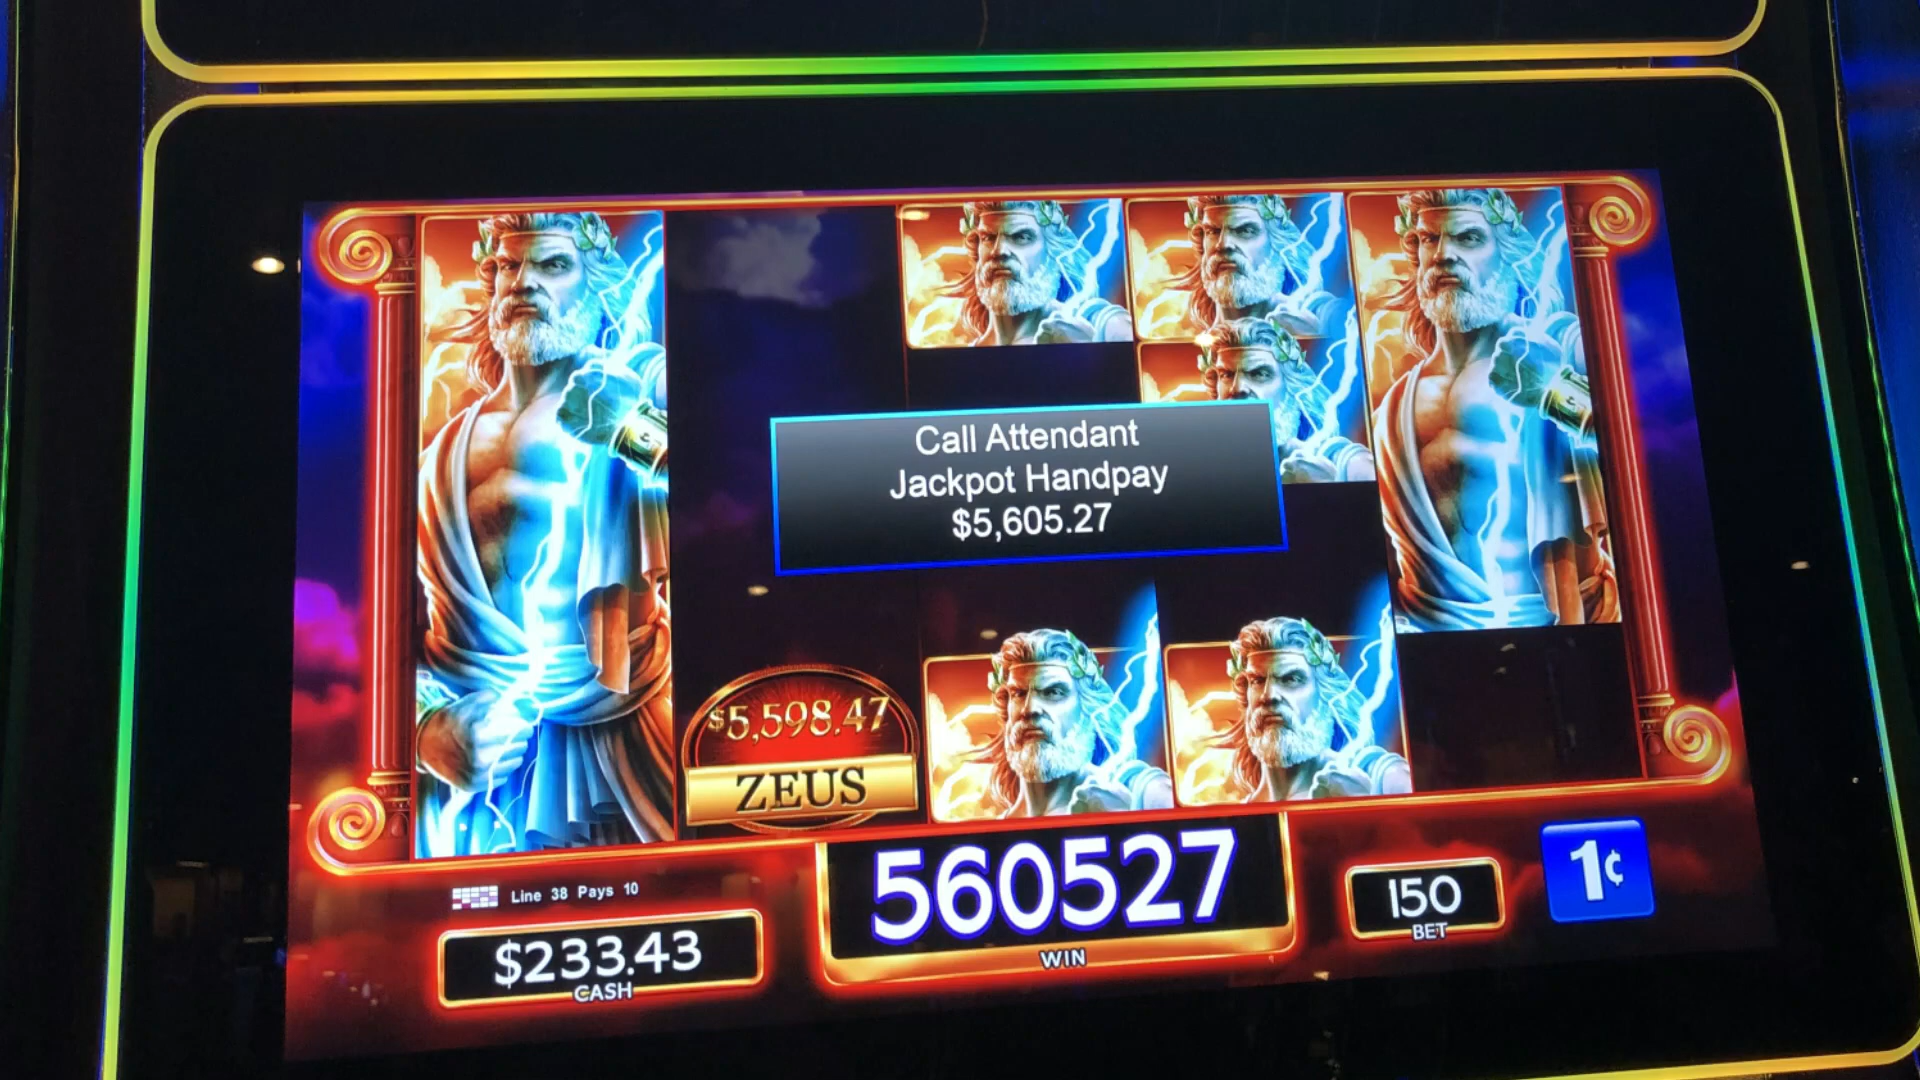 Call Attendant
Jackpot Handpay
$5,605.27
$5,598.47
ZEUS
Line 38 Pays 10
$233.43
CASH
560527
WIN
150
BET
1¢